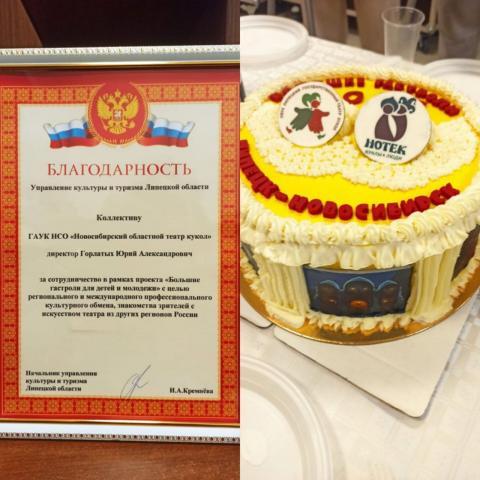 БЛАГОДАРНОСТЬ
Управление культуры и туризма Липецкой области
Коллективу
ГАУК НСО «Новосибирский областной театр кукол»
директор Горлатых Юрий Александрович
за сотрудничество в рамках проекта «Большие
гастроли для детей и молодежи» с целью
регионального и международного профессионального
культурного обмена, знакомства зрителей с
искусством театра из других регионов России
Начальник управления
культуры и туризма
Липецкой области
И.А.Кремнёва
НОТЕК
КУКЛЫ ЛЮДИ
НОВОСИБИРСК